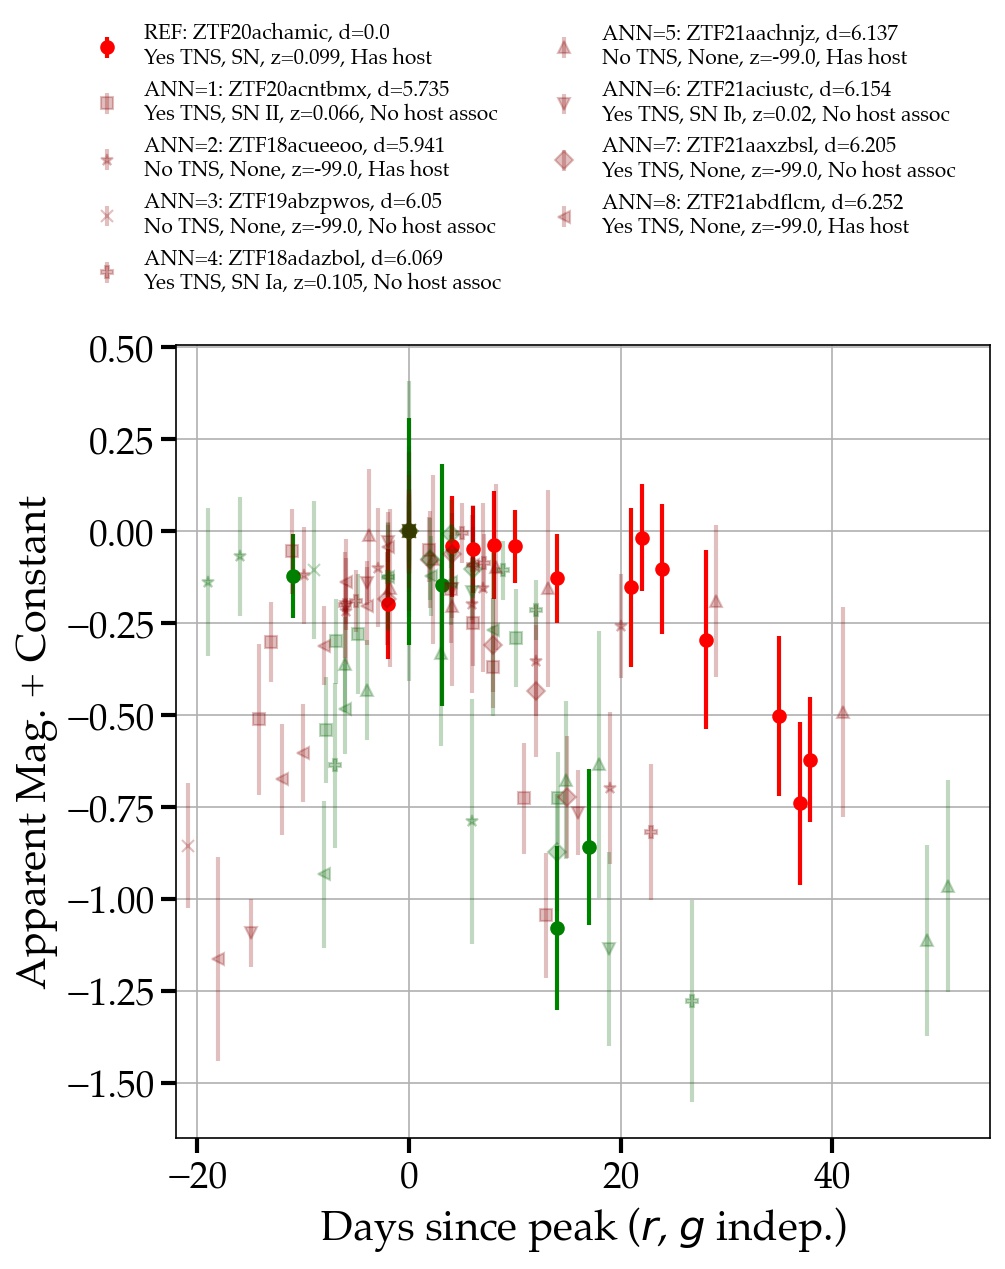 REF: ZTF20achamic, d=0.0
Yes TNS, SN, z=0.099, Has host
ANN=1: ZTF20acntbmx, d=5.735
Yes TNS, SN II, z=0.066, No host assoc
ANN=2: ZTF18acueeoo, d=5.941
No TNS, None, z=-99.0, Has host
ANN=3: ZTF19abzpwos, d=6.05
No TNS, None, z=-99.0, No host assoc
ANN=4: ZTF18adazbol, d=6.069
Yes TNS, SN Ia, z=0.105, No host assoc
ANN=5: ZTF21aachnjz, d=6.137
No TNS, None, z=-99.0, Has host
ANN=6: ZTF21aciustc, d=6.154
Yes TNS, SN Ib, z=0.02, No host assoc
ANN=7: ZTF21aaxzbsl, d=6.205
Yes TNS, None, z=-99.0, No host assoc
ANN=8: ZTF21abdflcm, d=6.252
Yes TNS, None, z=-99.0, Has host
Apparent Mag. + Constant
0.50
0.25
0.00
−0.25
−0.50
−0.75
−1.00
−1.25
−1.50
−20
0
20
40
Days since peak (r, g indep.)